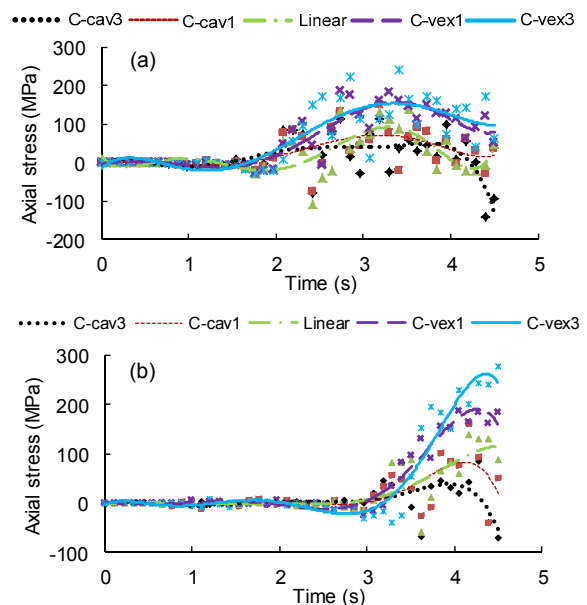 C-cav3 C-cav1 Linear C-vex1 C-vex3
(a)
Axial stress (MPa)
300
200
100
0
-100
-200
0 1 2 3 4 5
Time (s)
C-cav3 C-cav1 Linear C-vex1 C-vex3
(b)
Axial stress (MPa)
300
200
100
0
-100
0 1 2 3 4 5
Time (s)